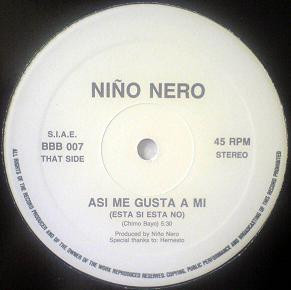 NIÑO NERO
S.I.A.E.
BBB 007
THAT SIDE
45 RPM
STEREO
ASI ME GUSTA A MI
(ESTA SI ESTA NO)
(Chimo Bayo) 5:30
Produced by Niño Nero
Special thanks to: Hernesto
ALL RIGHTS OF THE RECORD PRODUCER AND OF THE OWNER OF THE WORK REPRODUCED RESERVED. COPYING, PUBLIC PERFORMANCE AND BROADCASTING OF THIS RECORD PROHIBITED